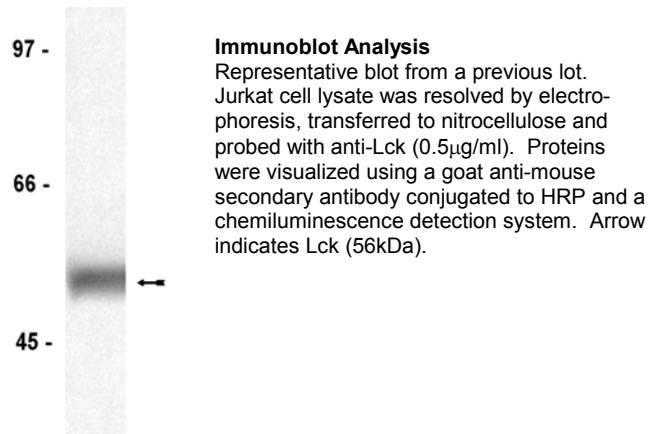 97 -
66 -
45 -
Immunoblot Analysis
Representative blot from a previous lot.
Jurkat cell lysate was resolved by electro-
phoresis, transferred to nitrocellulose and
probed with anti-Lck (0.5µg/ml).  Proteins
were visualized using a goat anti-mouse
secondary antibody conjugated to HRP and a
chemiluminescence detection system.  Arrow
indicates Lck (56kDa).